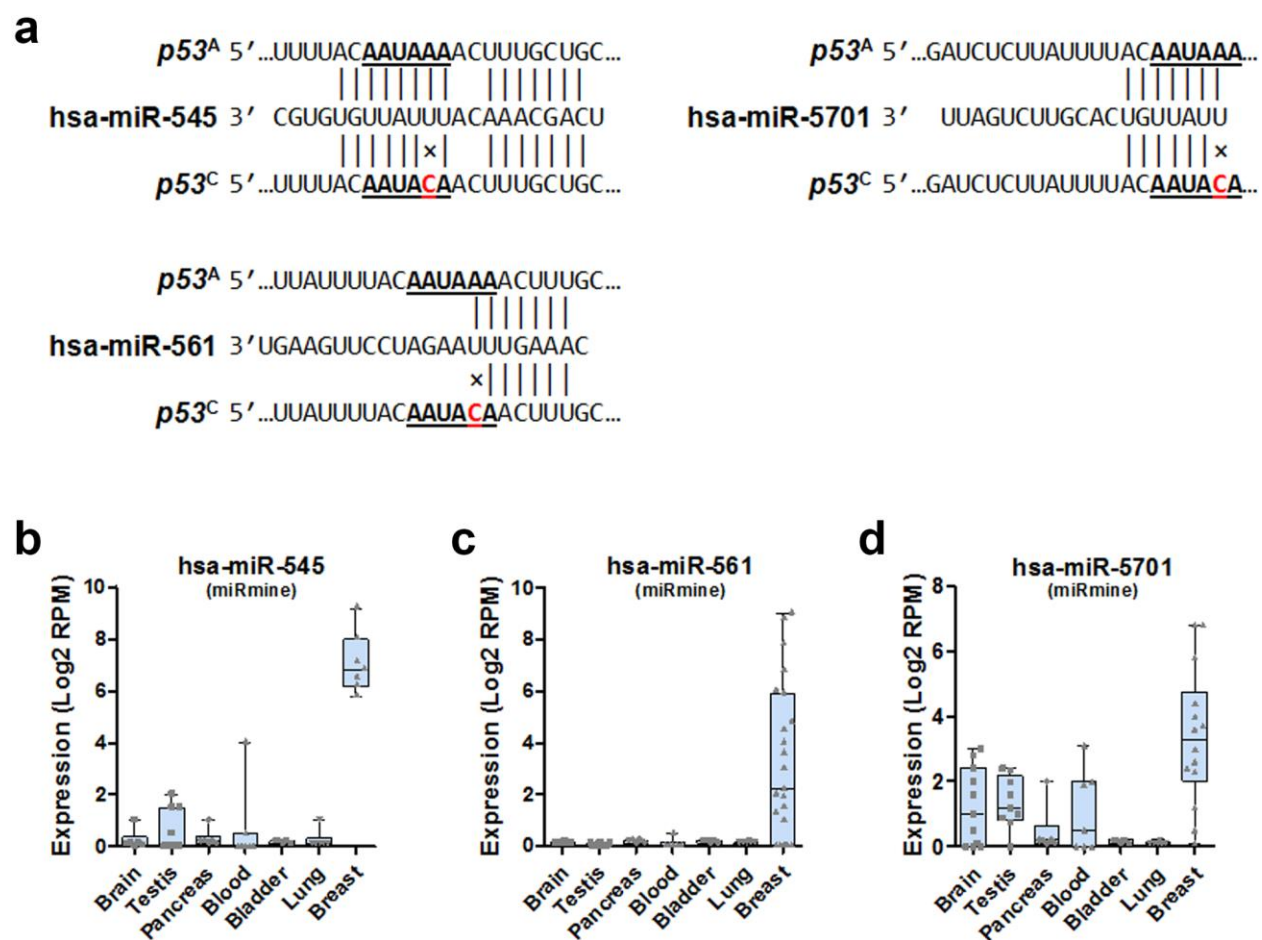 a
p53A 5′…UUUUACAAUAAAACUUUGCUGC…
hsa-miR-545 3′ CGUGUGUUAUUUACAAACGACU
×
p53C 5′…UUUUACAAUACAACUUUGCUGC…
p53A 5′…GAUCUCUUAUUUUACAAUAAA…
hsa-miR-5701 3′ UUAGUCUUGCACUGUUAUU
×
p53C 5′…GAUCUCUUAUUUUACAAUACA…
p53A 5′…UUAUUUUACAAUAAAACUUUGC…
hsa-miR-561 3′UGAAGUUCCUAGAAUUUGAAAC
×
p53C 5′…UUAUUUUACAAUACAACUUUGC…
b
hsa-miR-545
(miRmine)
Expression (Log2 RPM)
10
8
6
4
2
0
Brain
Testis
Pancreas
Blood
Bladder
Lung
Breast
c
hsa-miR-561
(miRmine)
Expression (Log2 RPM)
10
8
6
4
2
0
Brain
Testis
Pancreas
Blood
Bladder
Lung
Breast
d
hsa-miR-5701
(miRmine)
Expression (Log2 RPM)
8
6
4
2
0
Brain
Testis
Pancreas
Blood
Bladder
Lung
Breast